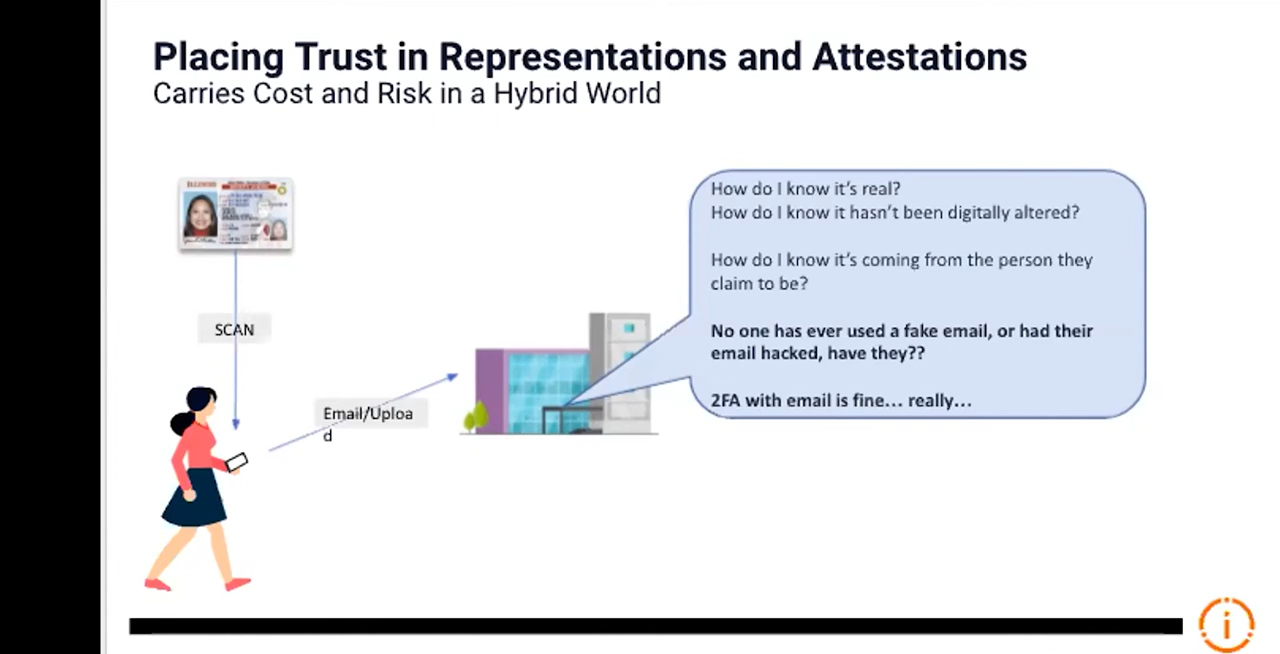 Placing Trust in Representations and Attestations
Carries Cost and Risk in a Hybrid World
ILLINOIS
How do I know it's real?
How do I know it hasn't been digitally altered?
How do I know it's coming from the person they
claim to be?
SCAN
No one has ever used a fake email, or had their
email hacked, have they??
Email/Uploa
d
2FA with email is fine... really...
i